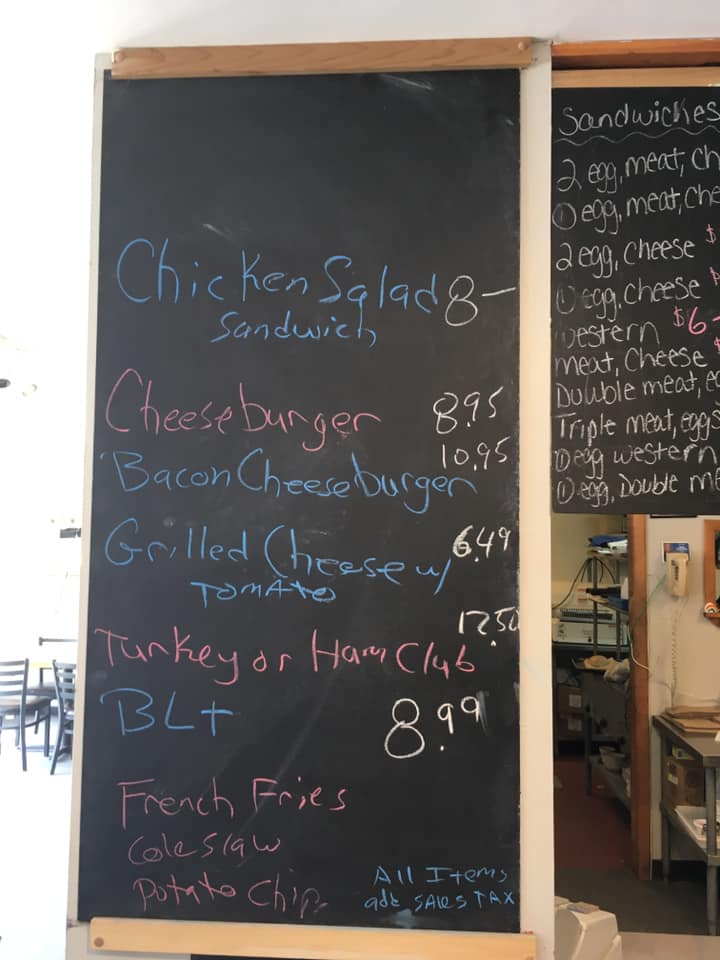 Chicken Salad 8-
Sandwich
Cheeseburger 8.95
10.95
Bacon Cheeseburger
Grilled Cheese w/ 6.49
TOMATO
12.50
Turkey or Ham Club
BLT 8.99
French Fries
Cole Slaw
Potato Chip
All Items
add SALES TAX
Sandwiches
2 egg, meat, Ch
① egg, meat, che
2 egg, cheese $
① egg, cheese
western $6-
meat, Cheese $
Double meat, eg
Triple meat, eggs
① egg western
① egg, Double me